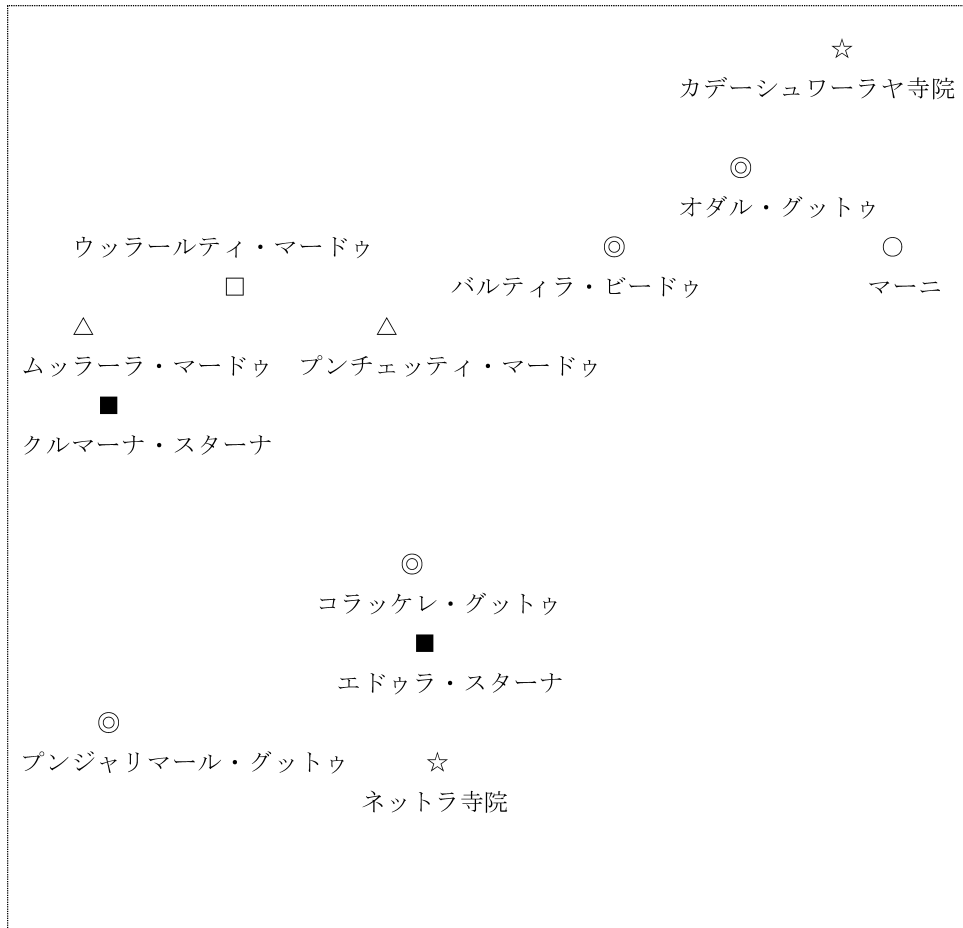 ☆
カデーシュワーラヤ寺院
◎
オダル・グットゥ
ウッラールティ・マードゥ ◎ ○
□ バルティラ・ビードゥ マーニ
△ △
ムッラーラ・マードゥ プンチェッティ・マードゥ
■
クルマーナ・スターナ
◎
コラッケレ・グットゥ
■
エドゥラ・スターナ
◎
プンジャリマール・グットゥ ☆
ネットラ寺院